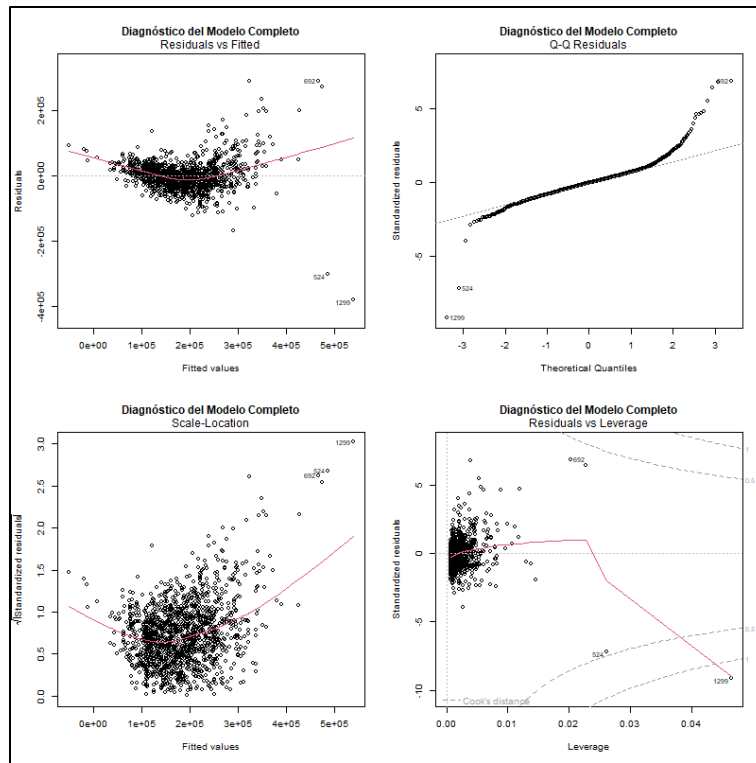 Diagnóstico del Modelo Completo
Residuals vs Fitted
Residuals
2e+05
0e+00
-2e+05
-4e+05
692
524
1299
0e+00 1e+05 2e+05 3e+05 4e+05 5e+05
Fitted values
Diagnóstico del Modelo Completo
Q-Q Residuals
Standardized residuals
5
0
-5
692
524
1299
-3 -2 -1 0 1 2 3
Theoretical Quantiles
Diagnóstico del Modelo Completo
Scale-Location
√|Standardized residuals|
3.0
2.5
2.0
1.5
1.0
0.5
0.0
1299
524
692
0e+00 1e+05 2e+05 3e+05 4e+05 5e+05
Fitted values
Diagnóstico del Modelo Completo
Residuals vs Leverage
Standardized residuals
5
0
-5
-10
692
524
1299
1
0.5
0.5
1
Cook's distance
0.00 0.01 0.02 0.03 0.04
Leverage